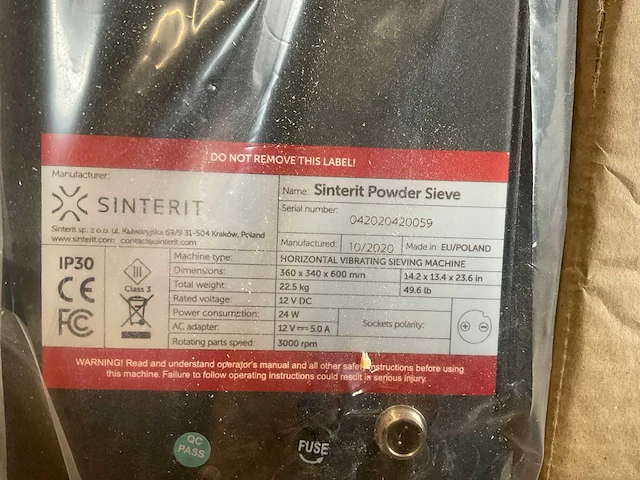 DO NOT REMOVE THIS LABEL!
Manufacturer:
SINTERIT
Sinterit sp. z o.o. ul. Kalwaryjska 69/9 31-504 Kraków, Poland
www.sinterit.com contact@sinterit.com
Name: Sinterit Powder Sieve
Serial number:
042020420059
Manufactured: 10/2020 Made in: EU/POLAND
IP30
CE
FC
III
Class 3
Machine type: HORIZONTAL VIBRATING SIEVING MACHINE
Dimensions: 360 x 340 x 600 mm 14.2 x 13.4 x 23.6 in
Total weight: 22.5 kg 49.6 lb
Rated voltage: 12 V DC
Power consumption: 24 W
AC adapter: 12 V⎓5.0 A
Sockets polarity:
+ -
Rotating parts speed: 3000 rpm
WARNING! Read and understand operator's manual and all other safety instructions before using
this machine. Failure to follow operating instructions could result in serious injury.
QC
PASS
FUSE